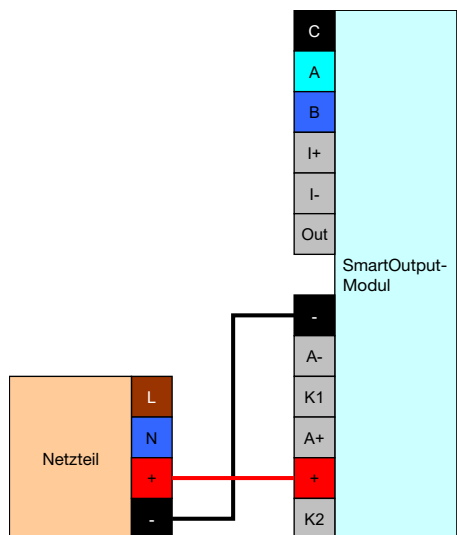 C
A
B
I+
I-
Out
SmartOutput-
Modul
-
A-
K1
A+
+
K2
Netzteil
L
N
+
-